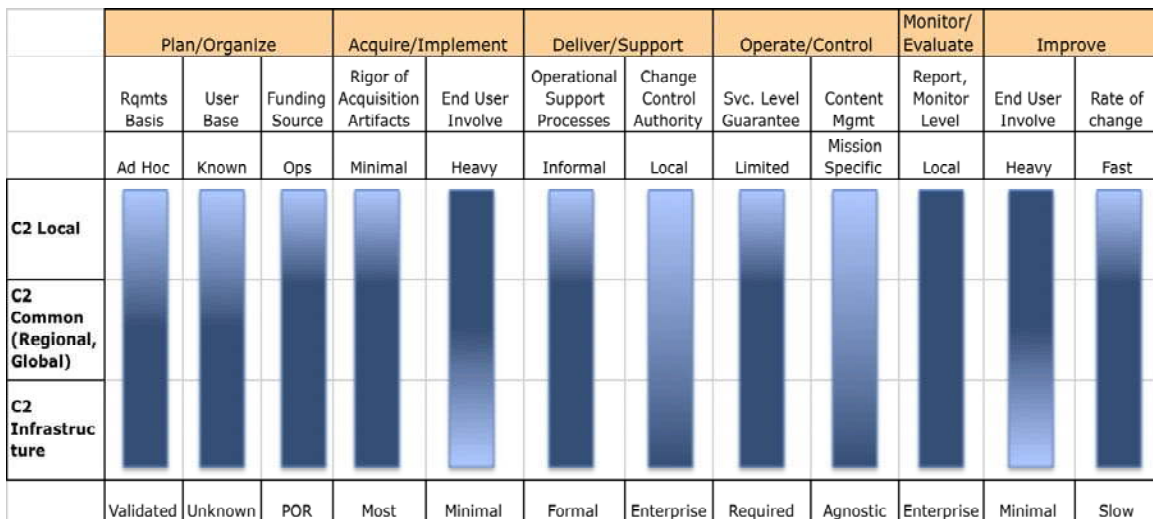 Plan/Organize Acquire/Implement Deliver/Support Operate/Control Monitor/ Evaluate Improve
Rqmts Basis User Base Funding Source Rigor of Acquisition Artifacts End User Involve Operational Support Processes Change Control Authority Svc. Level Guarantee Content Mgmt Report, Monitor Level End User Involve Rate of change
Ad Hoc Known Ops Minimal Heavy Informal Local Limited Mission Specific Local Heavy Fast
C2 Local
C2
Common
(Regional,
Global)
C2
Infrastruc
ture
Validated Unknown POR Most Minimal Formal Enterprise Required Agnostic Enterprise Minimal Slow